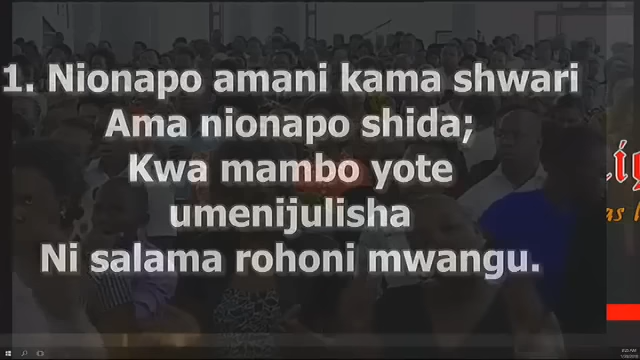 1. Nionapo amani kama shwari
Ama nionapo shida;
Kwa mambo yote
umenijulisha
Ni salama rohoni mwangu.